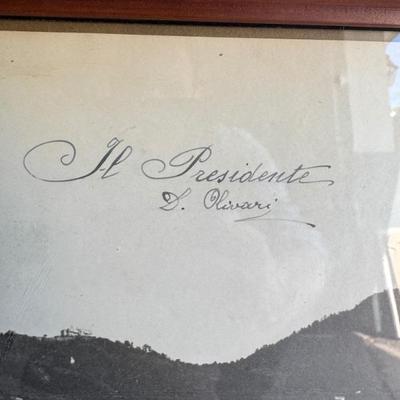 Il Presidente
D. Olivari